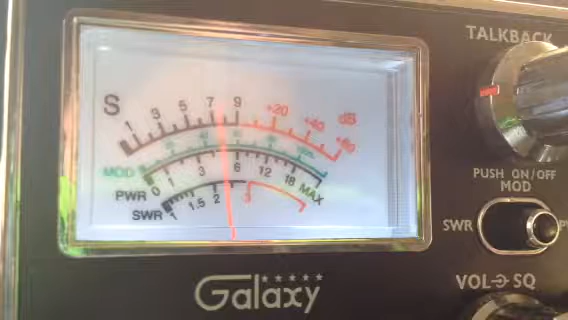 TALKBACK
S 1 3 5 7 9 +20 +40 +60 dB
MOD
PWR 0 1 3 6 12 18 MAX
SWR 1 1.5 2 3
PUSH ON/OFF
MOD
SWR
VOL SQ
Galaxy